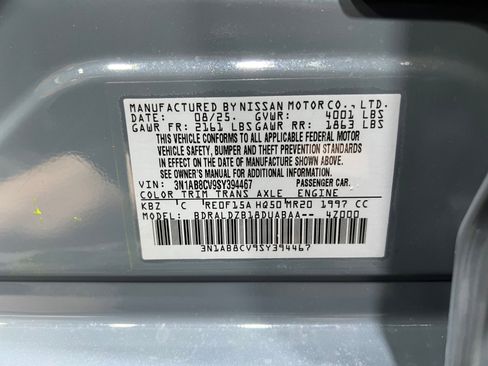 MANUFACTURED BY NISSAN MOTOR CO., LTD.
DATE: 08/25. GVWR: 4001 LBS
GAWR FR: 2161 LBS GAWR RR: 1863 LBS
THIS VEHICLE CONFORMS TO ALL APPLICABLE FEDERAL MOTOR
VEHICLE SAFETY, BUMPER AND THEFT PREVENTION STANDARDS
IN EFFECT ON THE DATE OF MANUFACTURE SHOWN ABOVE.
SEE OWNER'S MANUAL FOR ADDITIONAL INFORMATION
VIN: 3N1AB8CV9SY394467 PASSENGER CAR.
COLOR TRIM TRANS AXLE ENGINE
KBZ 'C RE0F15A HQ50 MR20 1997 CC
MODEL: BDRALDZB18DUABAA-- 4Z000
3N1AB8CV9SY394467